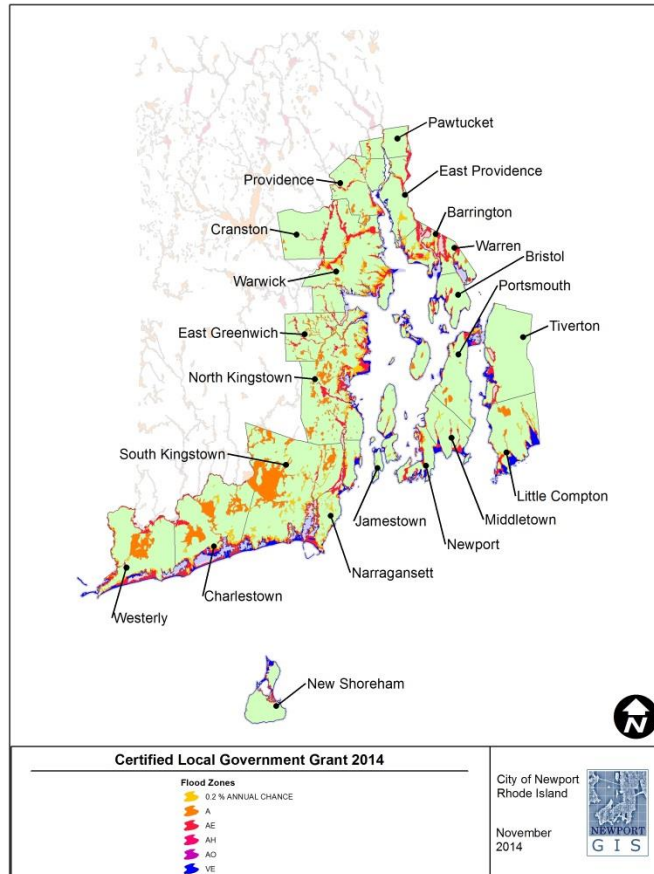 Pawtucket
East Providence
Providence
Barrington
Cranston
Warren
Bristol
Warwick
Portsmouth
East Greenwich
Tiverton
North Kingstown
South Kingstown
Little Compton
Jamestown
Middletown
Newport
Narragansett
Charlestown
Westerly
New Shoreham
N
Certified Local Government Grant 2014
Flood Zones
0.2 % ANNUAL CHANCE
A
AE
AH
AO
VE
City of Newport
Rhode Island
November
2014
NEWPORT
G I S